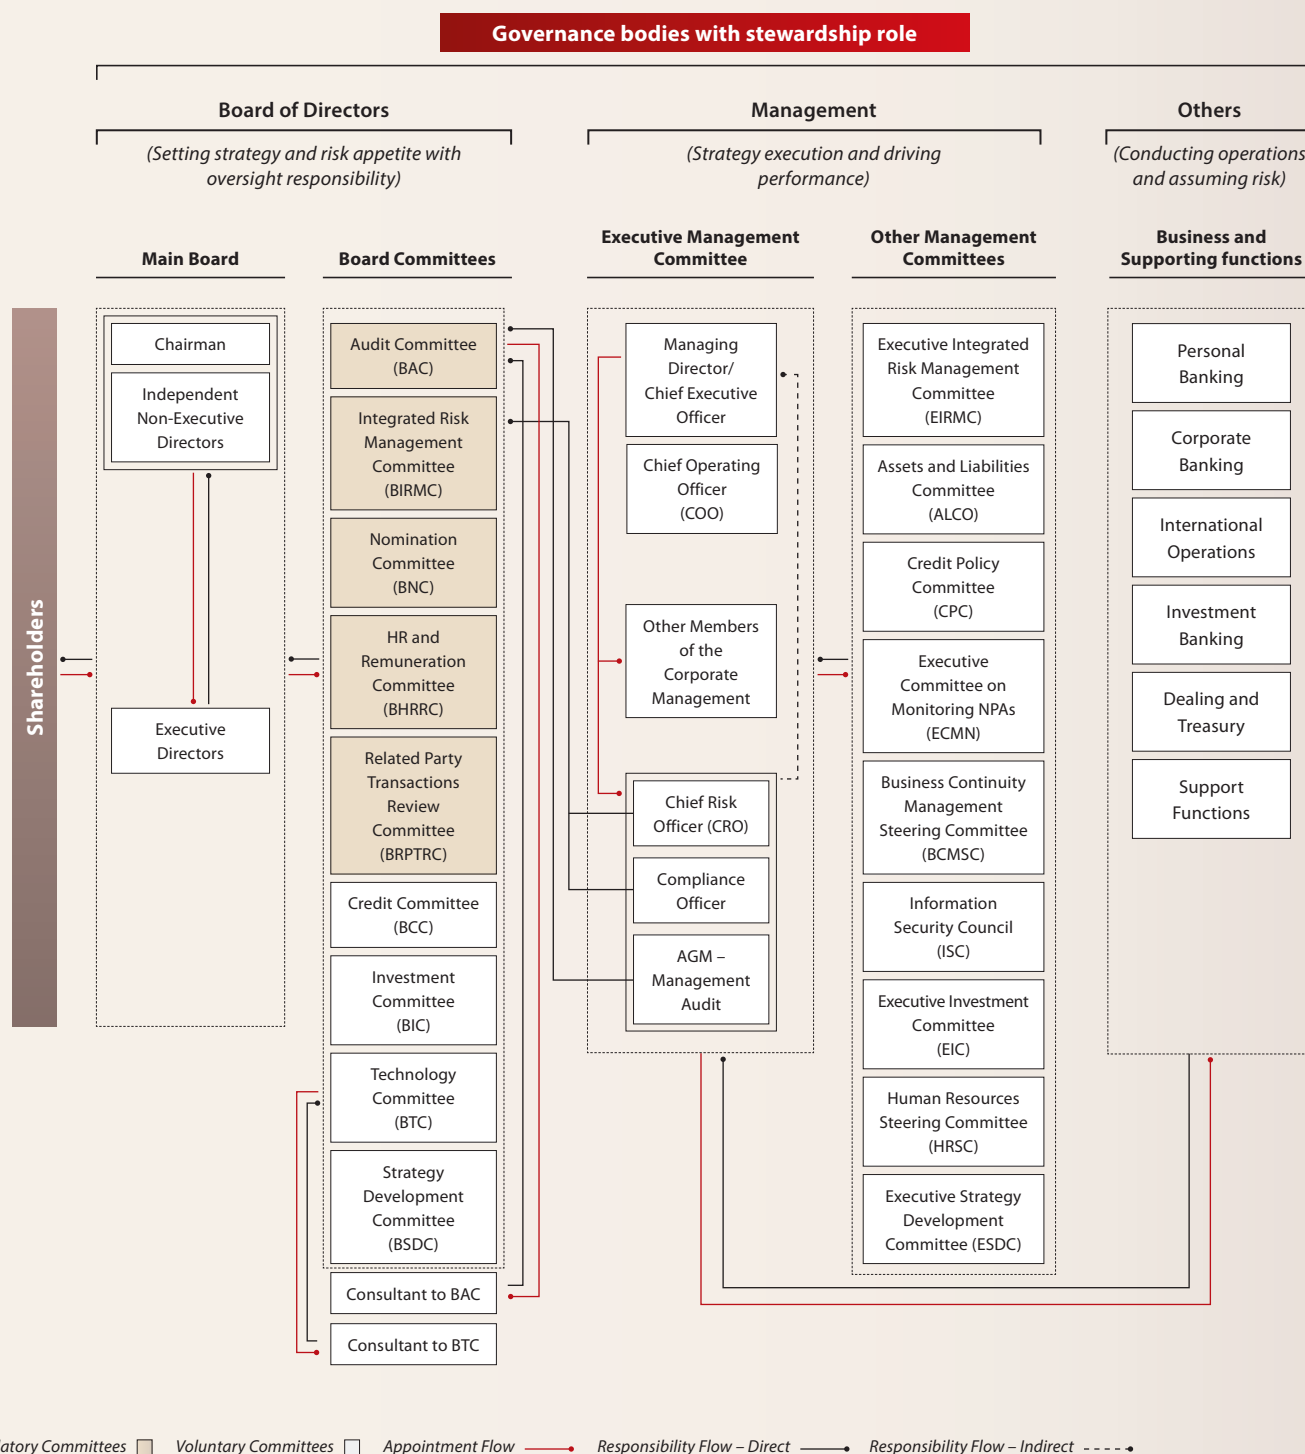 Governance bodies with stewardship role
Board of Directors
(Setting strategy and risk appetite with
oversight responsibility)
Management
(Strategy execution and driving
performance)
Others
(Conducting operations
and assuming risk)
Main Board
Board Committees
Executive Management
Committee
Other Management
Committees
Business and
Supporting functions
Shareholders
Chairman
Independent
Non-Executive
Directors
Executive
Directors
Audit Committee
(BAC)
Integrated Risk
Management
Committee
(BIRMC)
Nomination
Committee
(BNC)
HR and
Remuneration
Committee
(BHRRC)
Related Party
Transactions
Review
Committee
(BRPTRC)
Credit Committee
(BCC)
Investment
Committee
(BIC)
Technology
Committee
(BTC)
Strategy
Development
Committee
(BSDC)
Consultant to BAC
Consultant to BTC
Managing
Director/
Chief Executive
Officer
Chief Operating
Officer
(COO)
Other Members
of the
Corporate
Management
Chief Risk
Officer (CRO)
Compliance
Officer
AGM –
Management
Audit
Executive Integrated
Risk Management
Committee
(EIRMC)
Assets and Liabilities
Committee
(ALCO)
Credit Policy
Committee
(CPC)
Executive
Committee on
Monitoring NPAs
(ECMN)
Business Continuity
Management
Steering Committee
(BCMSC)
Information
Security Council
(ISC)
Executive Investment
Committee
(EIC)
Human Resources
Steering Committee
(HRSC)
Executive Strategy
Development
Committee (ESDC)
Personal
Banking
Corporate
Banking
International
Operations
Investment
Banking
Dealing and
Treasury
Support
Functions
Committees Voluntary Committees Appointment Flow Responsibility Flow – Direct Responsibility Flow – Indirect